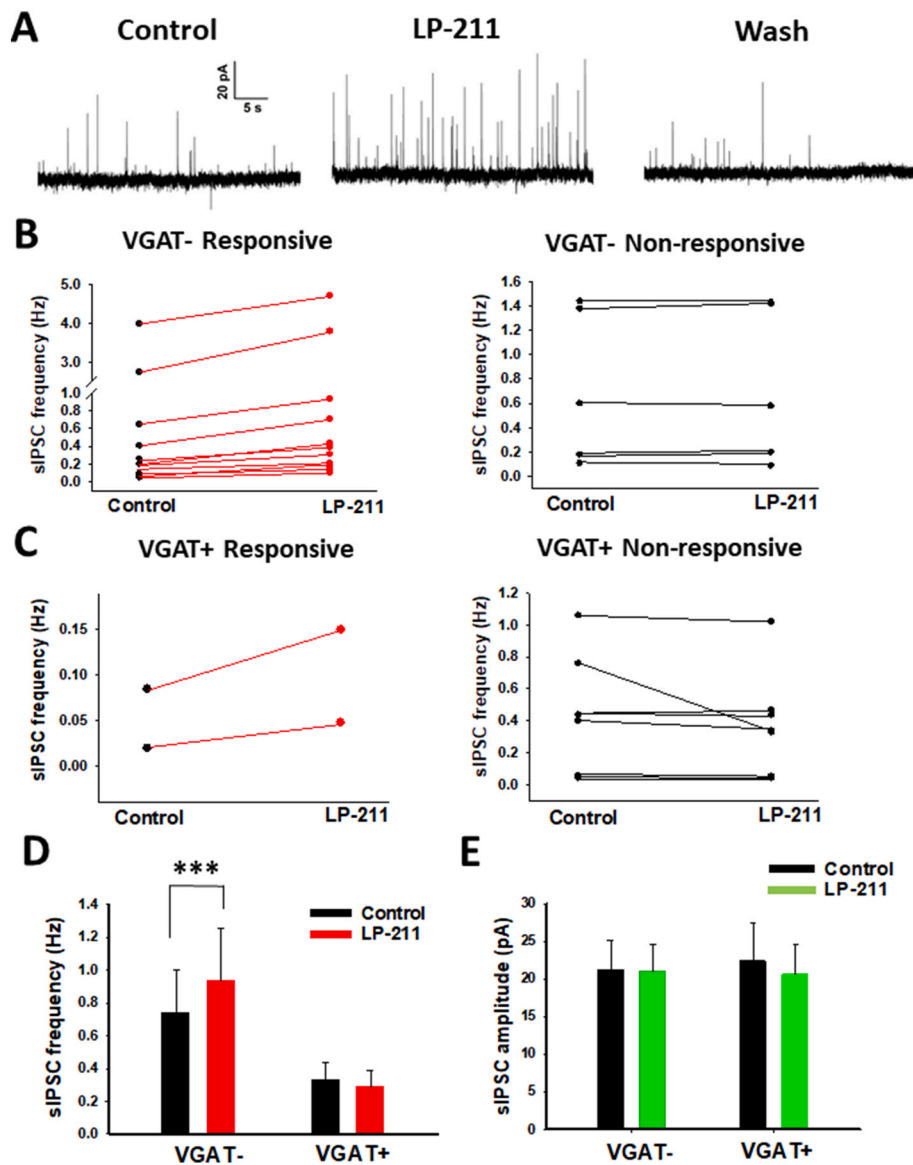 A
Control
LP-211
Wash
20 pA
5 s
B
VGAT- Responsive
VGAT- Non-responsive
sIPSC frequency (Hz)
5.0
4.0
3.0
1.0
0.8
0.6
0.4
0.2
0.0
Control
LP-211
sIPSC frequency (Hz)
1.6
1.4
1.2
1.0
0.8
0.6
0.4
0.2
0.0
Control
LP-211
C
VGAT+ Responsive
VGAT+ Non-responsive
sIPSC frequency (Hz)
0.15
0.10
0.05
0.00
Control
LP-211
sIPSC frequency (Hz)
1.2
1.0
0.8
0.6
0.4
0.2
0.0
Control
LP-211
D
***
Control
LP-211
sIPSC frequency (Hz)
1.4
1.2
1.0
0.8
0.6
0.4
0.2
0.0
VGAT-
VGAT+
E
Control
LP-211
sIPSC amplitude (pA)
30
25
20
15
10
5
0
VGAT-
VGAT+